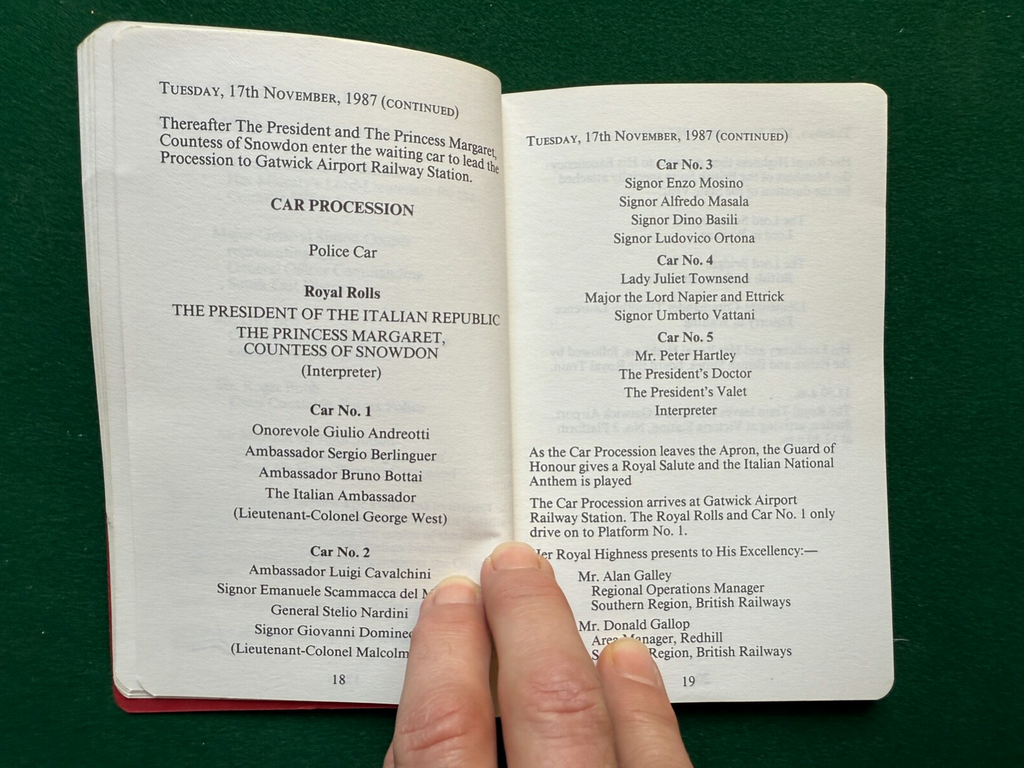 TUESDAY, 17th NOVEMBER, 1987 (CONTINUED)
Thereafter The President and The Princess Margaret,
Countess of Snowdon enter the waiting car to lead the
Procession to Gatwick Airport Railway Station.
CAR PROCESSION
Police Car
Royal Rolls
THE PRESIDENT OF THE ITALIAN REPUBLIC
THE PRINCESS MARGARET,
COUNTESS OF SNOWDON
(Interpreter)
Car No. 1
Onorevole Giulio Andreotti
Ambassador Sergio Berlinguer
Ambassador Bruno Bottai
The Italian Ambassador
(Lieutenant-Colonel George West)
Car No. 2
Ambassador Luigi Cavalchini
Signor Emanuele Scammacca del
General Stelio Nardini
Signor Giovanni
(Lieutenant-Colonel
18
TUESDAY, 17th NOVEMBER, 1987 (CONTINUED)
Car No. 3
Signor Enzo Mosino
Signor Alfredo Masala
Signor Dino Basili
Signor Ludovico Ortona
Car No. 4
Lady Juliet Townsend
Major the Lord Napier and Ettrick
Signor Umberto Vattani
Car No. 5
Mr. Peter Hartley
The President's Doctor
The President's Valet
Interpreter
As the Car Procession leaves the Apron, the Guard of
Honour gives a Royal Salute and the Italian National
Anthem is played
The Car Procession arrives at Gatwick Airport
Railway Station. The Royal Rolls and Car No. 1 only
drive on to Platform No. 1.
Her Royal Highness presents to His Excellency:—
Mr. Alan Galley
Regional Operations Manager
Southern Region, British Railways
Mr. Donald Gallop
Area Manager, Redhill
Region, British Railways
19